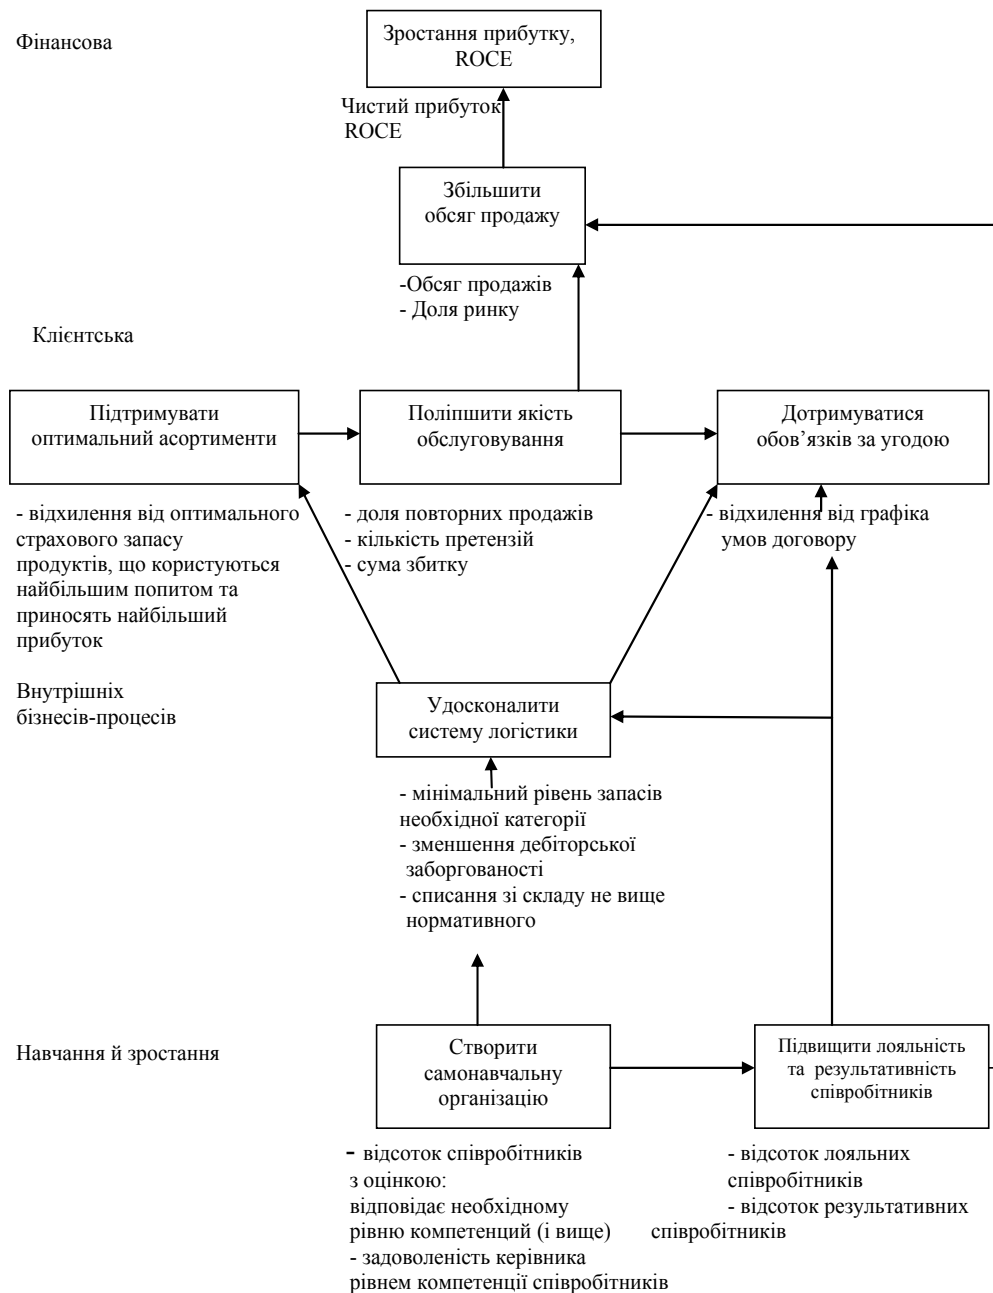 Фінансова
Зростання прибутку,
ROCE
Чистий прибуток
ROCE
Збільшити
обсяг продажу
-Обсяг продажів
- Доля ринку
Клієнтська
Підтримувати
оптимальний асортименти
Поліпшити якість
обслуговування
Дотримуватися
обов’язків за угодою
- відхилення від оптимального
страхового запасу
продуктів, що користуються
найбільшим попитом та
приносять найбільший
прибуток
- доля повторних продажів
- кількість претензій
- сума збитку
- відхилення від графіка
умов договору
Внутрішніх
бізнесів-процесів
Удосконалити
систему логістики
- мінімальний рівень запасів
необхідної категорії
- зменшення дебіторської
заборгованості
- списання зі складу не вище
нормативного
Навчання й зростання
Створити
самонавчальну
організацію
Підвищити лояльність
та результативність
співробітників
- відсоток співробітників
з оцінкою:
відповідає необхідному
рівню компетенций (і вище)
- задоволеність керівника
рівнем компетенції співробітників
- відсоток лояльних
співробітників
- відсоток результативних
співробітників